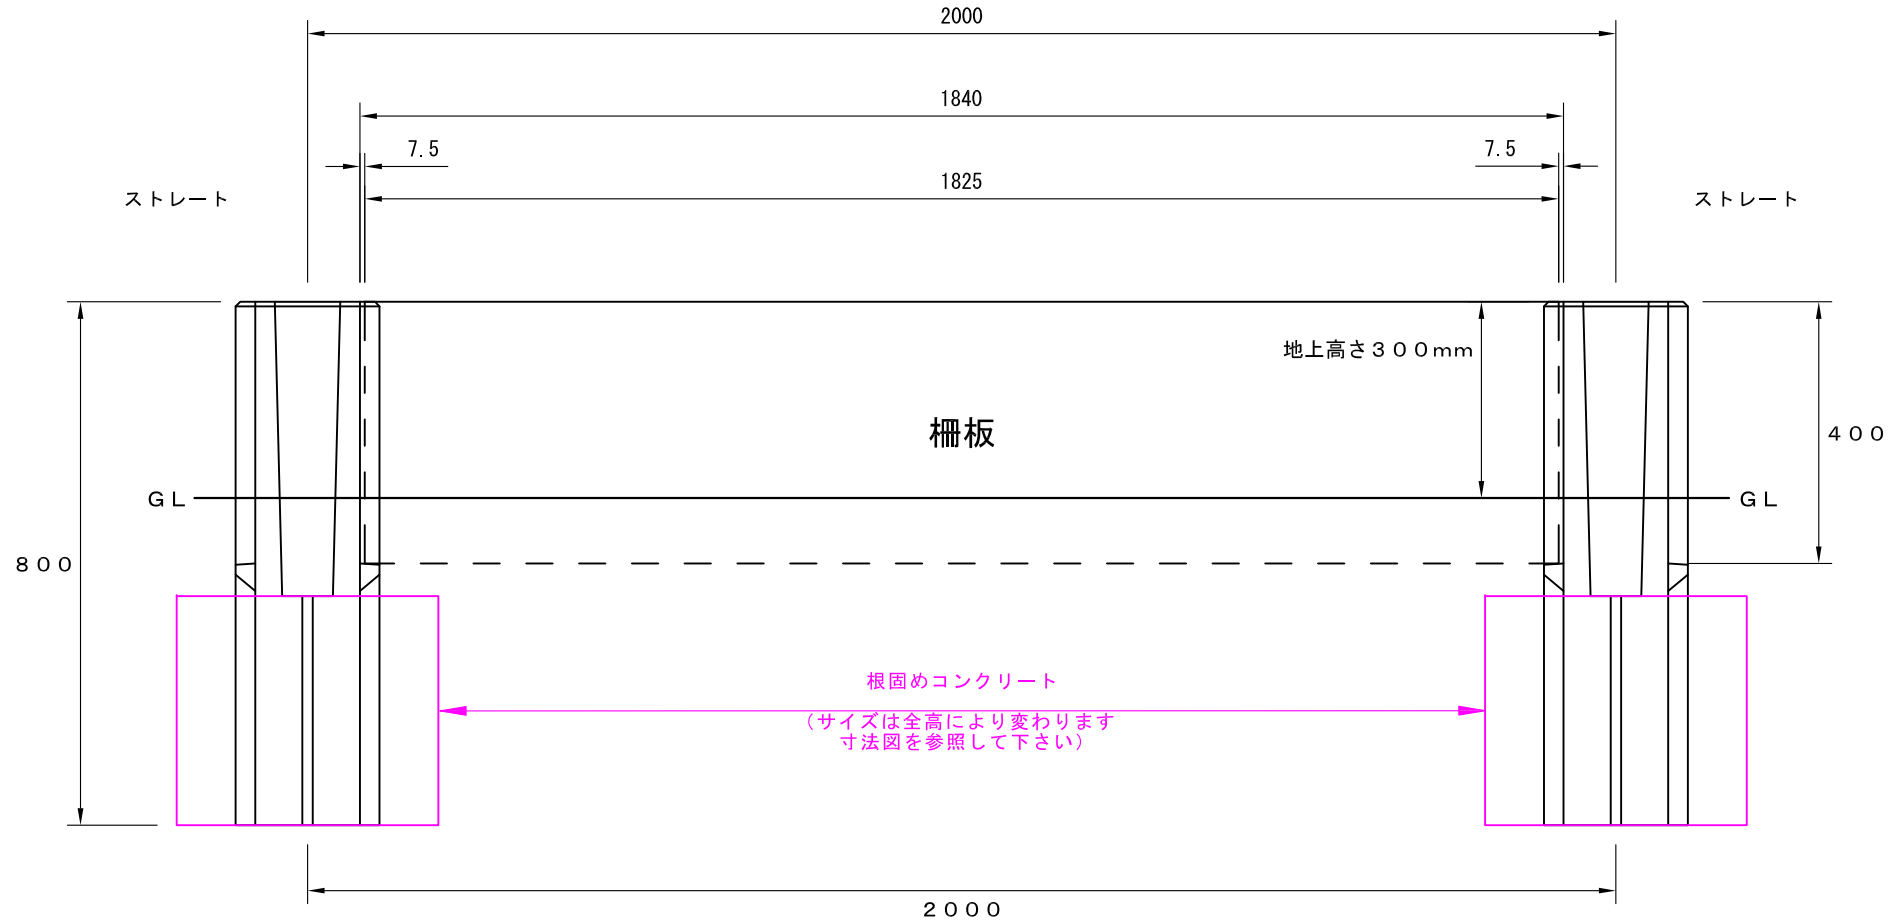 2000
1840
7.5
7.5
1825
ストレート
ストレート
地上高さ３００mm
柵板
４００
ＧＬ
ＧＬ
８００
根固めコンクリート
（サイズは全高により変わります
寸法図を参照して下さい）
２０００